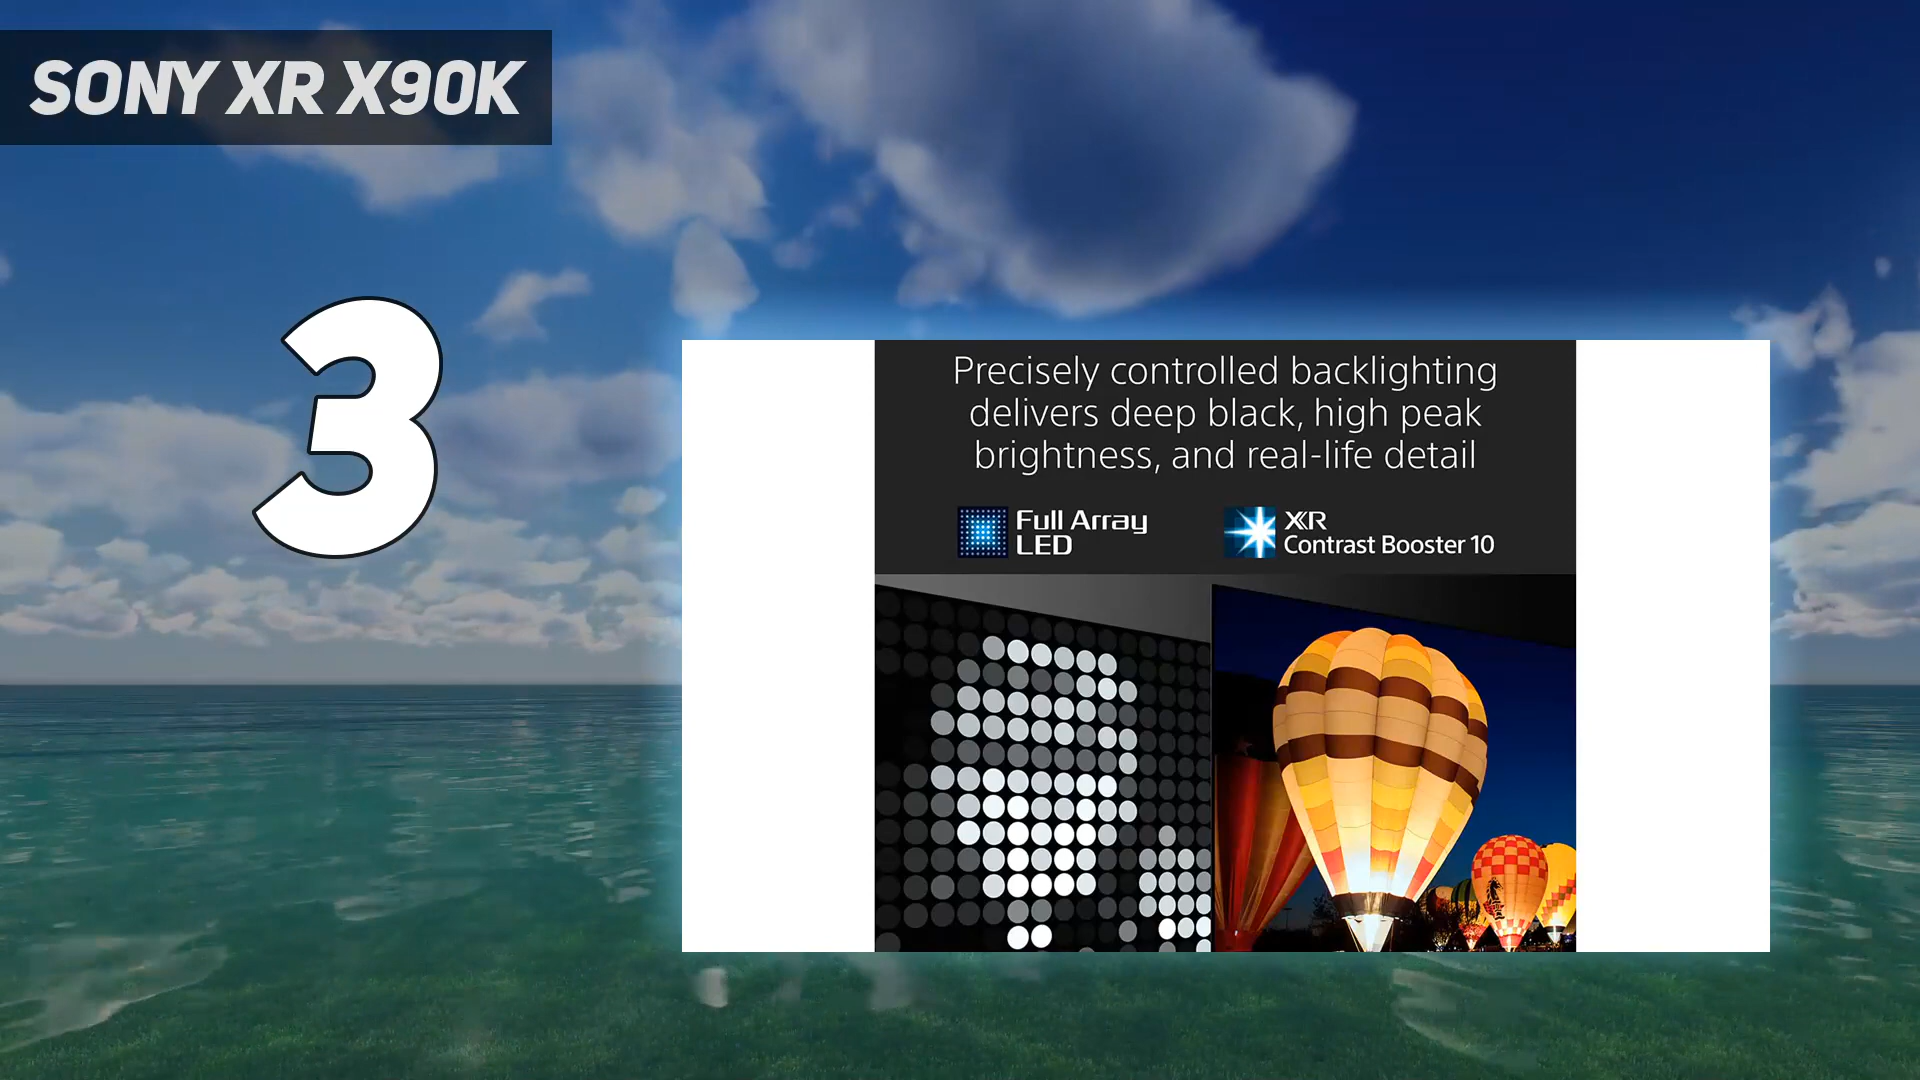 SONY XR X90K
3
Precisely controlled backlighting
delivers deep black, high peak
brightness, and real-life detail
Full Array
LED
XR
Contrast Booster 10